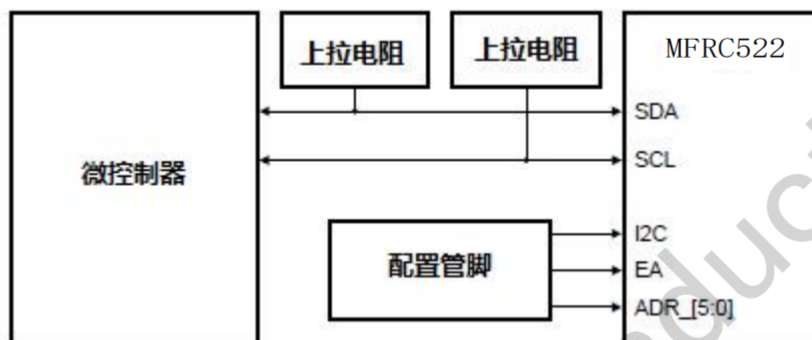 上拉电阻
上拉电阻
MFRC522
SDA
SCL
微控制器
I2C
配置管脚
EA
ADR_[5:0]